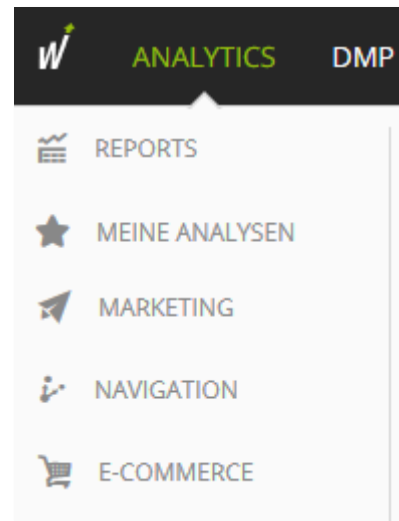 ANALYTICS DMP
REPORTS
MEINE ANALYSEN
MARKETING
NAVIGATION
E-COMMERCE